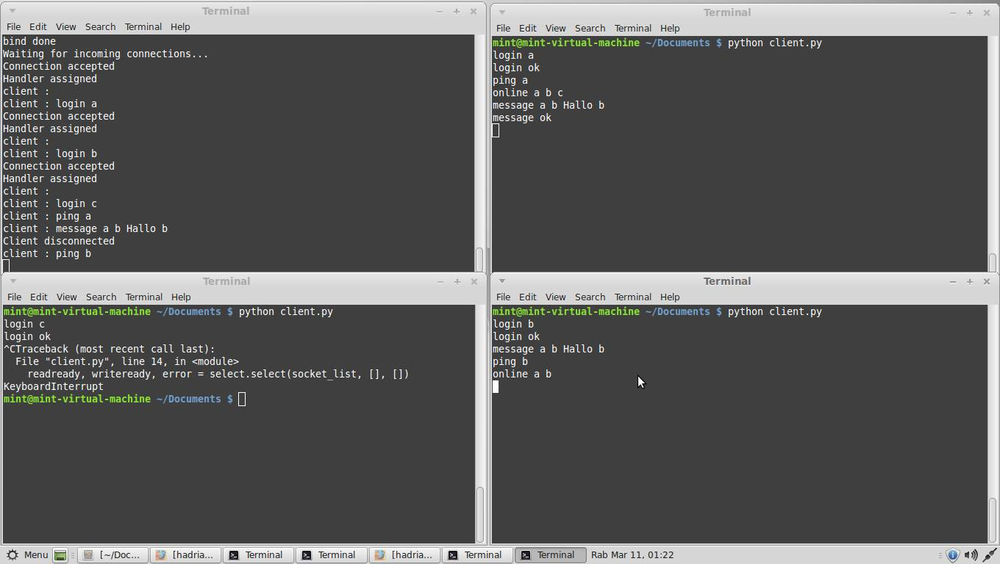 Terminal
File Edit View Search Terminal Help
bind done
Waiting for incoming connections...
Connection accepted
Handler assigned
client :
client : login a
Connection accepted
Handler assigned
client :
client : login b
Connection accepted
Handler assigned
client :
client : login c
client : ping a
client : message a b Hallo b
Client disconnected
client : ping b
Terminal
File Edit View Search Terminal Help
mint@mint-virtual-machine ~/Documents $ python client.py
login a
login ok
ping a
online a b c
message a b Hallo b
message ok
Terminal
File Edit View Search Terminal Help
mint@mint-virtual-machine ~/Documents $ python client.py
login c
login ok
^CTraceback (most recent call last):
  File "client.py", line 14, in <module>
    readready, writeready, error = select.select(socket_list, [], [])
KeyboardInterrupt
mint@mint-virtual-machine ~/Documents $
Terminal
File Edit View Search Terminal Help
mint@mint-virtual-machine ~/Documents $ python client.py
login b
login ok
message a b Hallo b
ping b
online a b
Menu [~/Doc... [hadria... Terminal Terminal [hadria... Terminal Terminal Rab Mar 11, 01:22